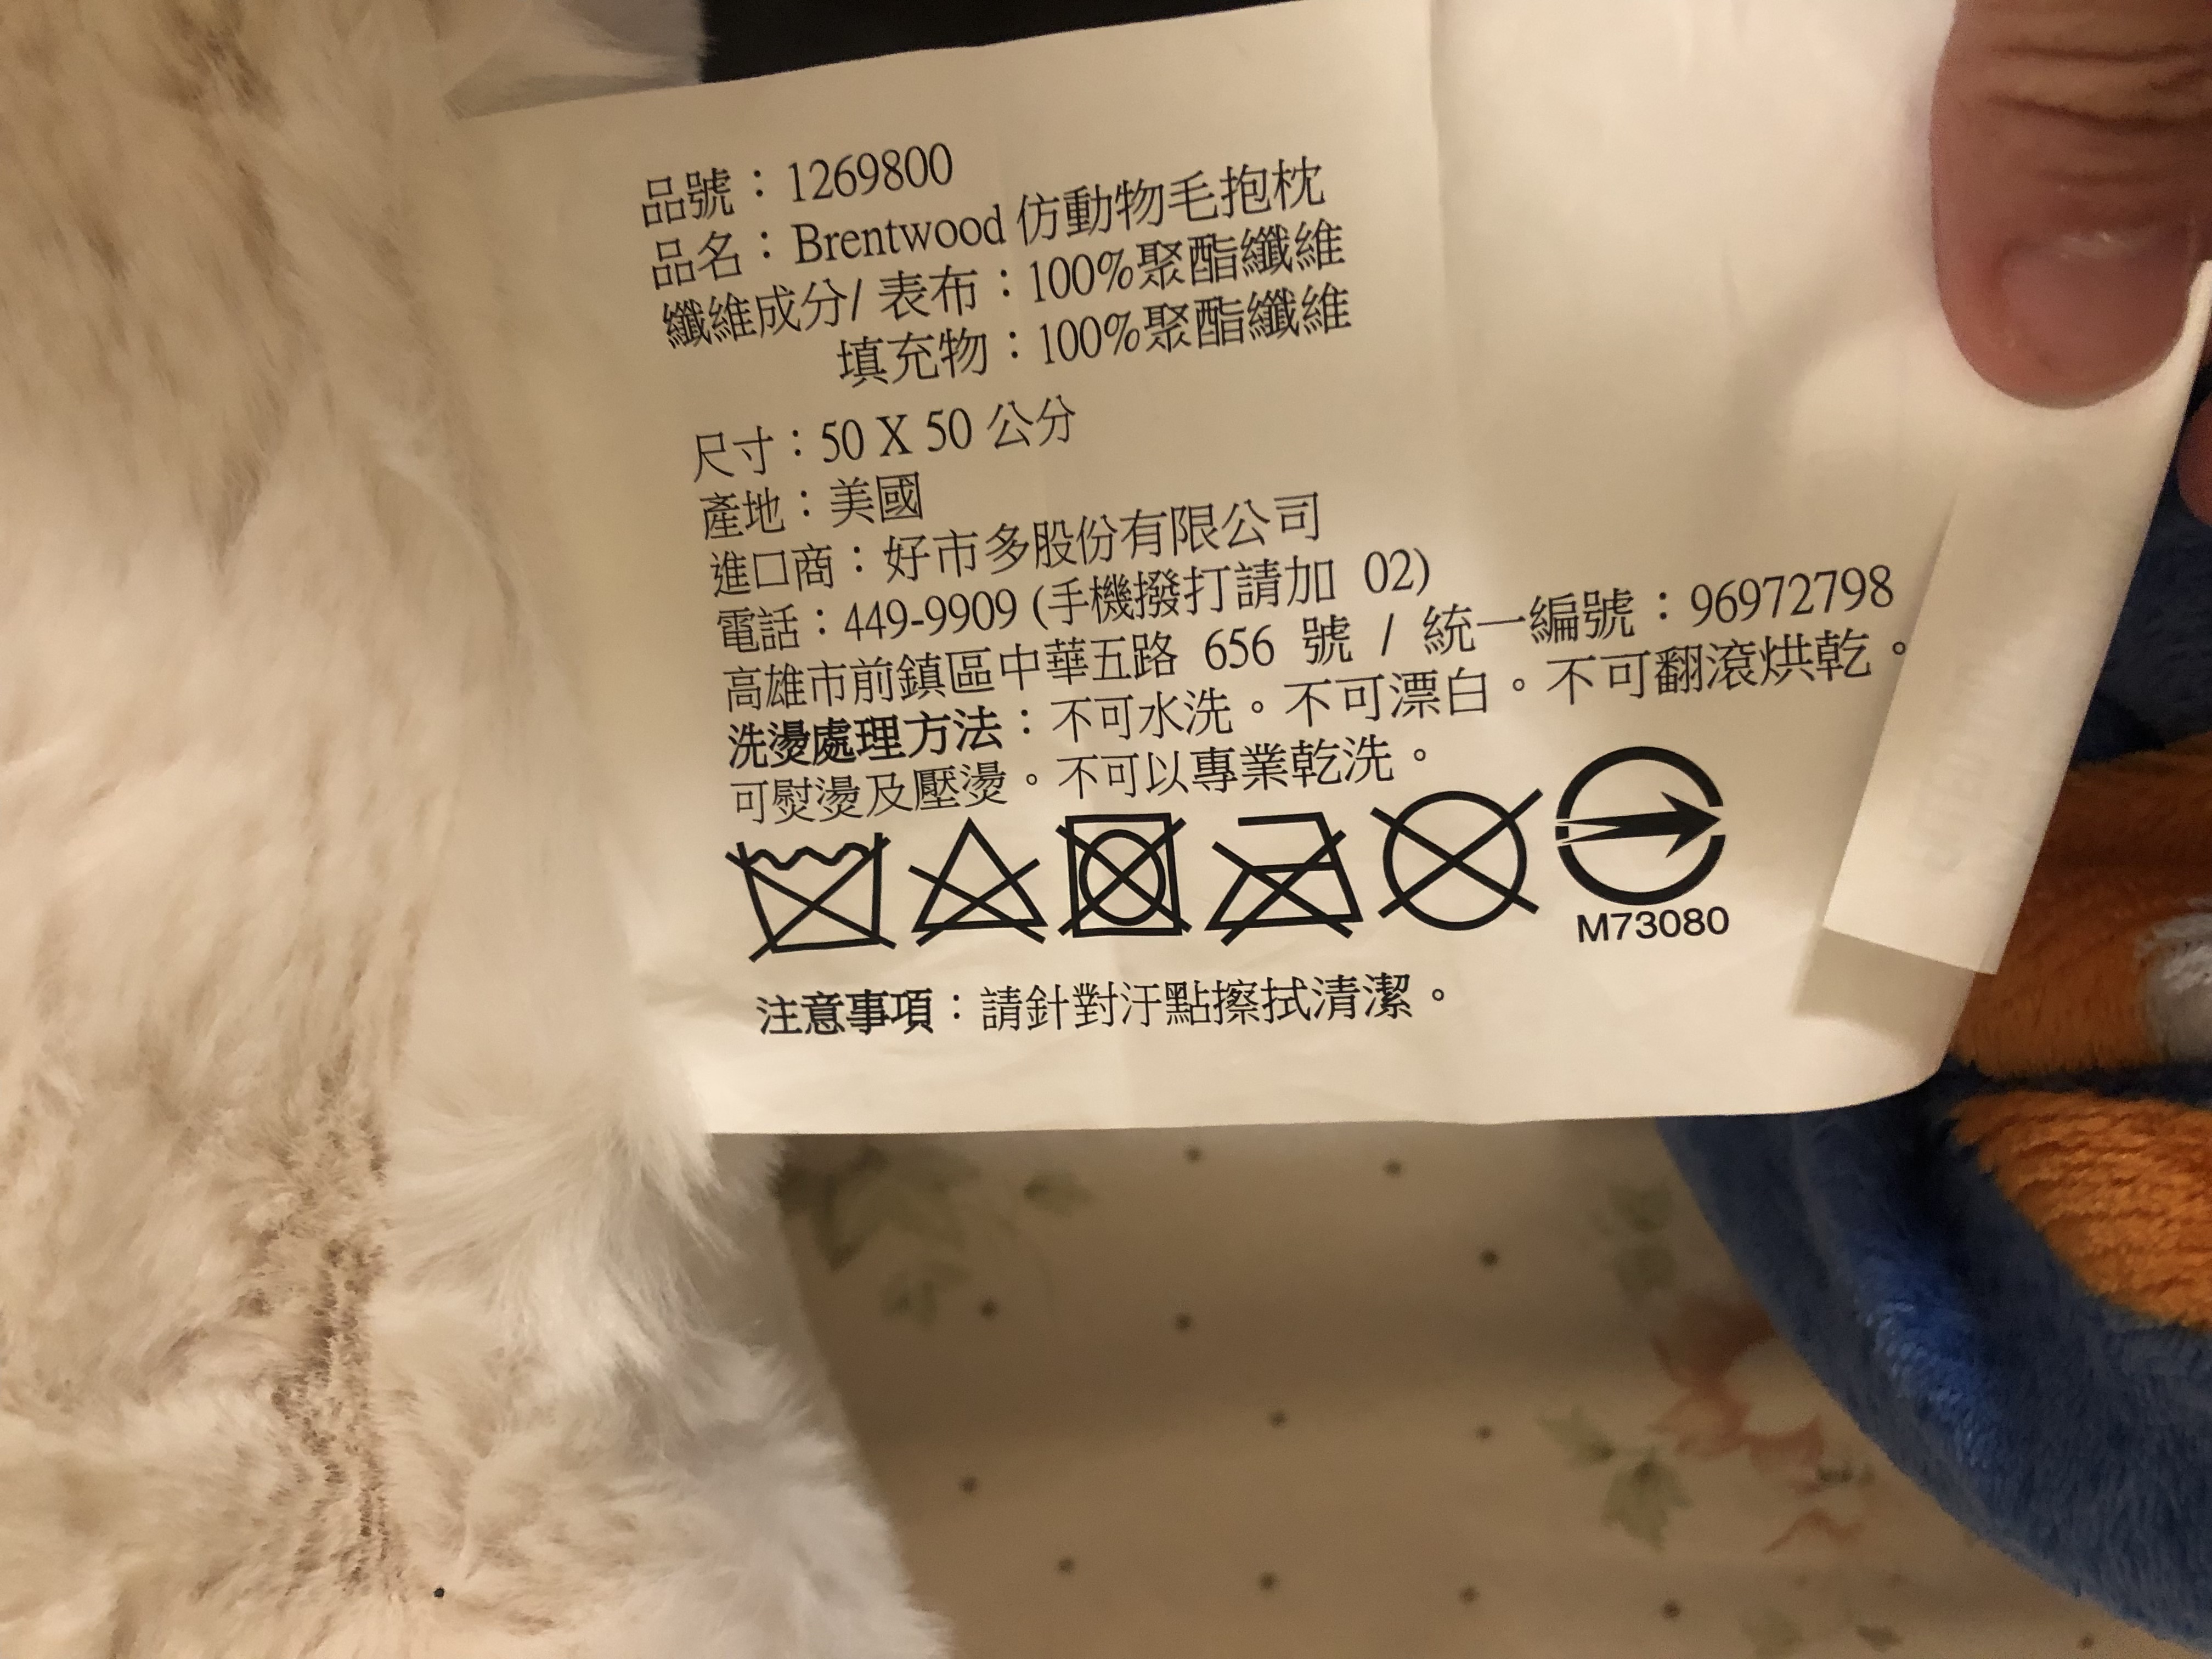 品號：1269800
品名：Brentwood 仿動物毛抱枕
纖維成分/ 表布：100%聚酯纖維
填充物：100%聚酯纖維
尺寸：50 X 50 公分
產地：美國
進口商：好市多股份有限公司
電話：449-9909 (手機撥打請加 02)
高雄市前鎮區中華五路 656 號 / 統一編號：96972798
洗燙處理方法：不可水洗。不可漂白。不可翻滾烘乾。
可熨燙及壓燙。不可以專業乾洗。
M73080
注意事項：請針對汙點擦拭清潔。